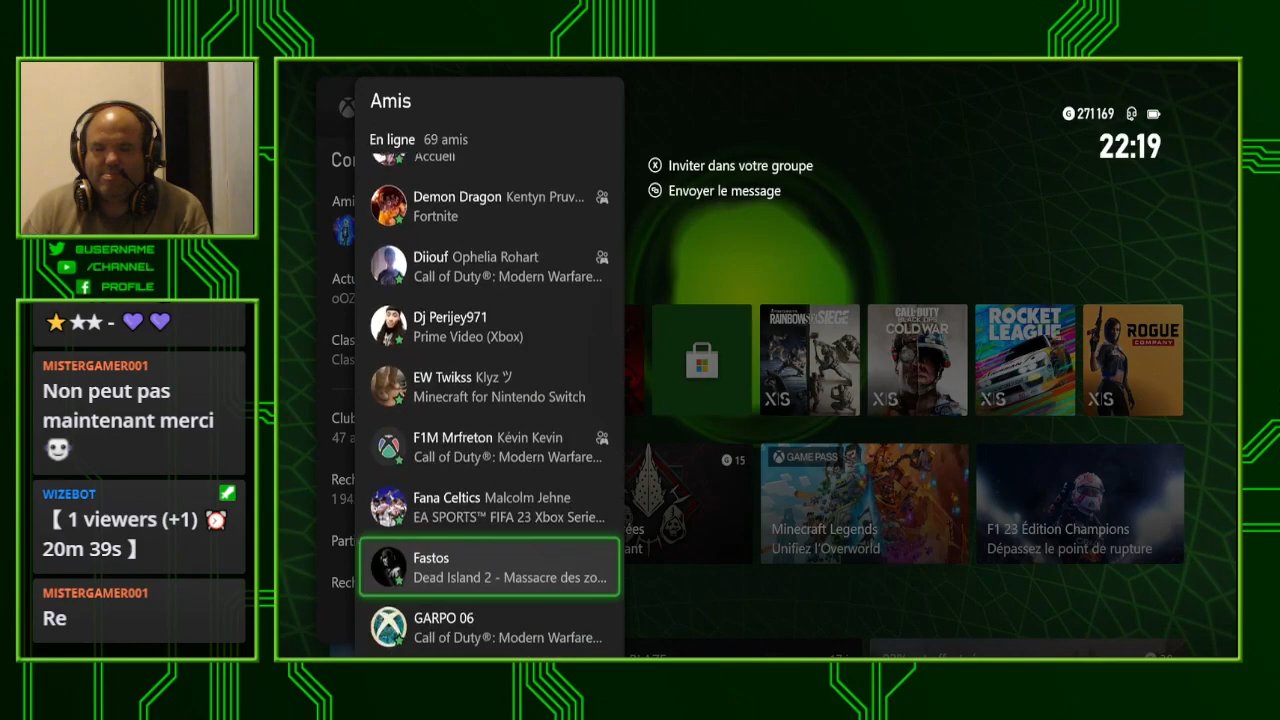 @USERNAME
/CHANNEL
PROFILE
MISTERGAMER001
Non peut pas
maintenant merci
WIZEBOT
【 1 viewers (+1)
20m 39s 】
MISTERGAMER001
Re
Amis
En ligne 69 amis
Accueil
Demon Dragon Kentyn Pruv...
Fortnite
Diiouf Ophelia Rohart
Call of Duty®: Modern Warfare...
Dj Perijey971
Prime Video (Xbox)
EW Twikss Klyz ツ
Minecraft for Nintendo Switch
F1M Mrfreton Kévin Kevin
Call of Duty®: Modern Warfare...
Fana Celtics Malcolm Jehne
EA SPORTS™ FIFA 23 Xbox Serie...
Fastos
Dead Island 2 - Massacre des zo...
GARPO 06
Call of Duty®: Modern Warfare...
Inviter dans votre groupe
Envoyer le message
G 271 169
22:19
RAINBOW SIEGE
X|S
CALL OF DUTY
BLACK OPS
COLD WAR
X|S
ROCKET
LEAGUE
X|S
ROGUE
COMPANY
X|S
G 15
GAME PASS
Minecraft Legends
Unifiez l'Overworld
F1 23 Édition Champions
Dépassez le point de rupture